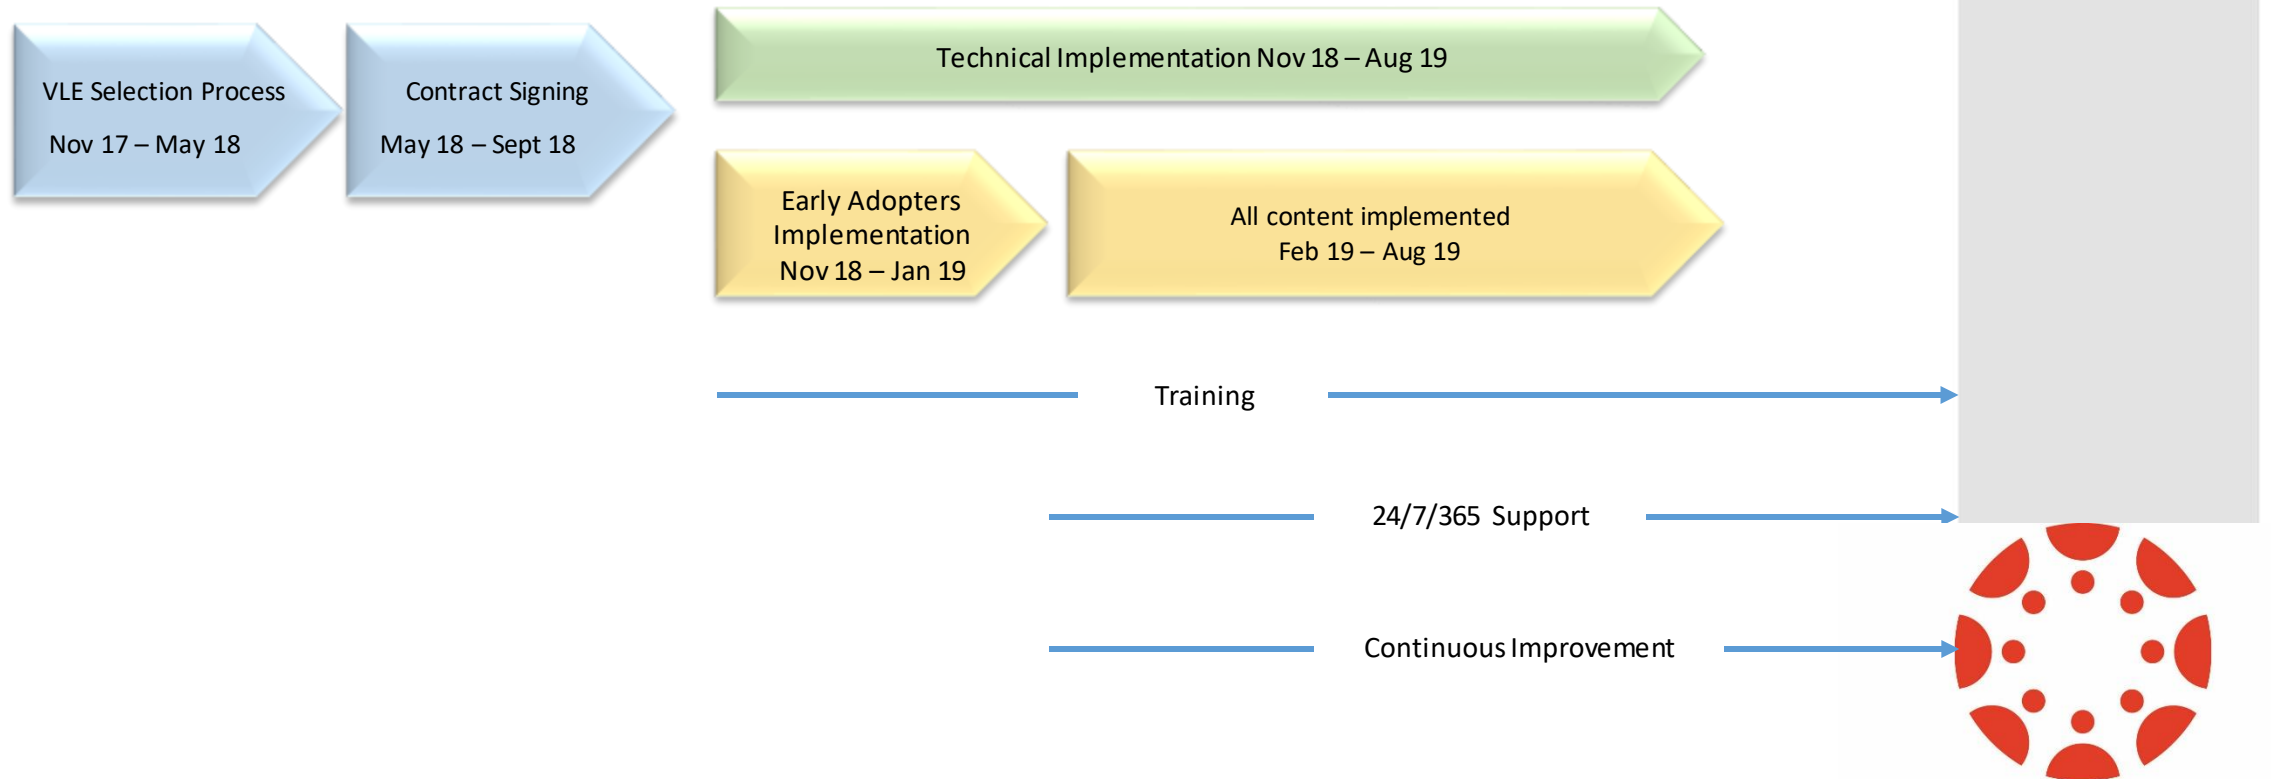 VLE Selection Process
Nov 17 – May 18
Contract Signing
May 18 – Sept 18
Technical Implementation Nov 18 – Aug 19
Early Adopters
Implementation
Nov 18 – Jan 19
All content implemented
Feb 19 – Aug 19
Training
24/7/365 Support
Continuous Improvement